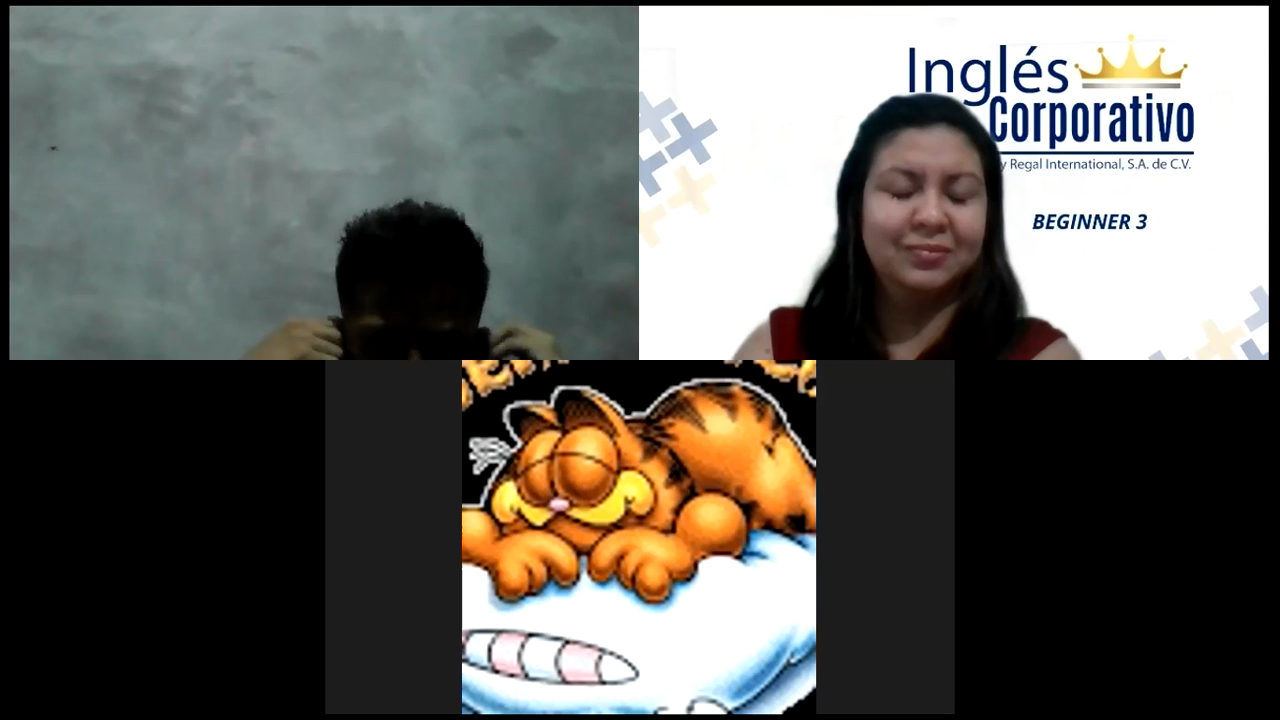 Inglés
Corporativo
y Regal International, S.A. de C.V.
BEGINNER 3